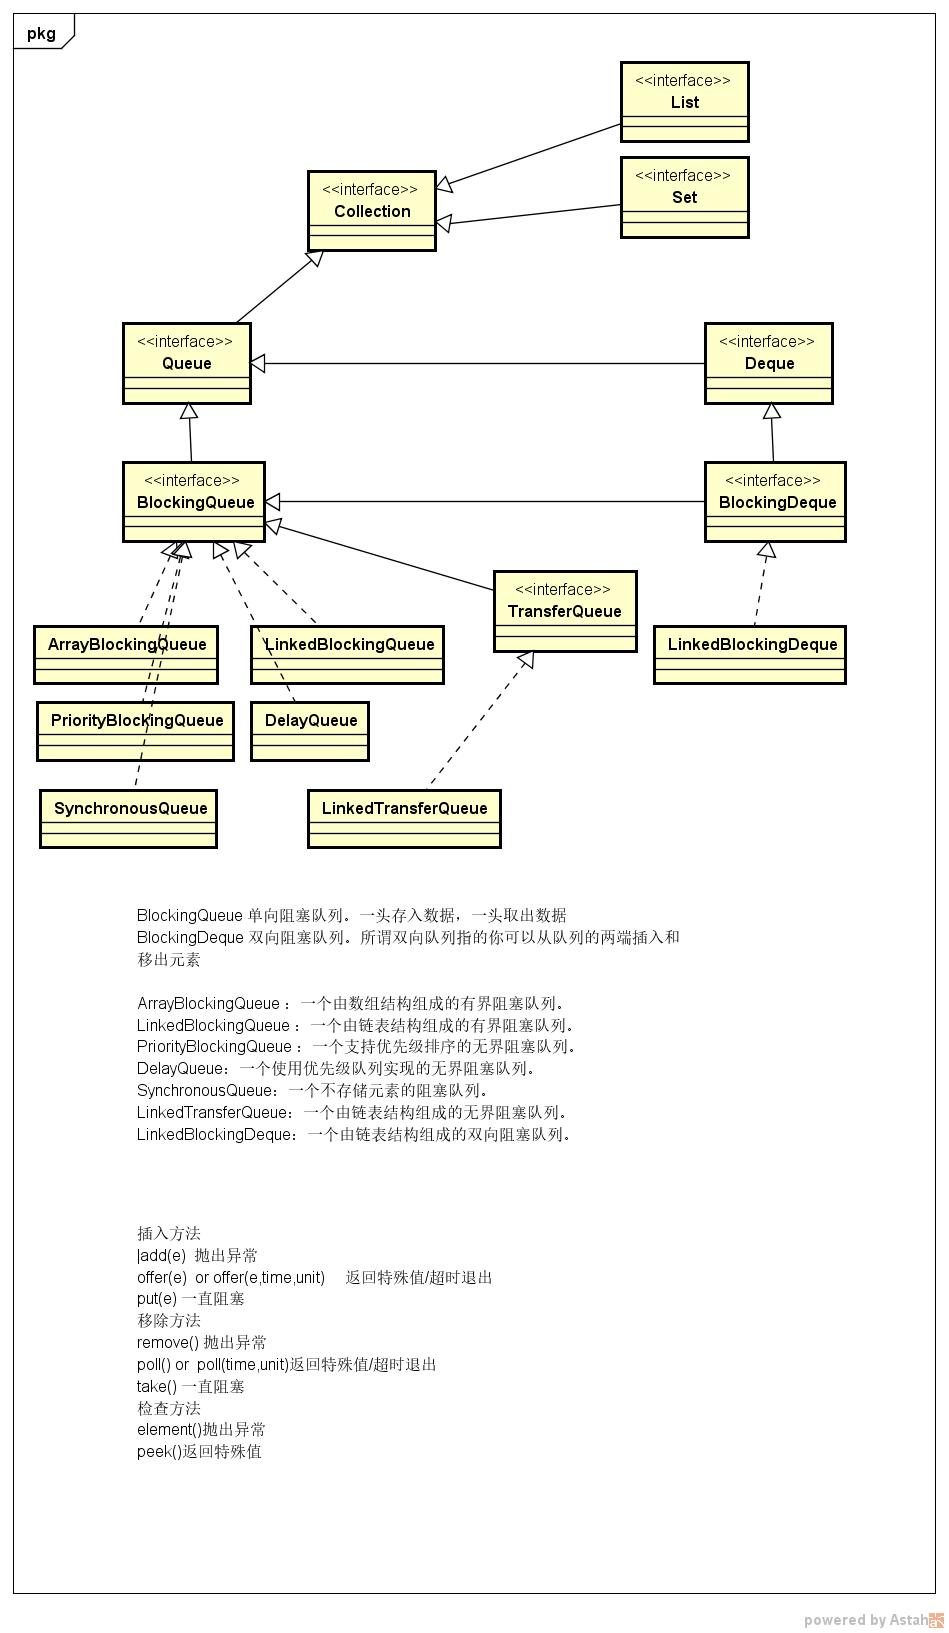 pkg
<<interface>>
List
<<interface>>
Set
<<interface>>
Collection
<<interface>>
Queue
<<interface>>
Deque
<<interface>>
BlockingQueue
<<interface>>
BlockingDeque
<<interface>>
TransferQueue
ArrayBlockingQueue
LinkedBlockingQueue
LinkedBlockingDeque
PriorityBlockingQueue
DelayQueue
SynchronousQueue
LinkedTransferQueue
BlockingQueue 单向阻塞队列。一头存入数据，一头取出数据
BlockingDeque 双向阻塞队列。所谓双向队列指的你可以从队列的两端插入和
移出元素
ArrayBlockingQueue ：一个由数组结构组成的有界阻塞队列。
LinkedBlockingQueue ：一个由链表结构组成的有界阻塞队列。
PriorityBlockingQueue ：一个支持优先级排序的无界阻塞队列。
DelayQueue：一个使用优先级队列实现的无界阻塞队列。
SynchronousQueue：一个不存储元素的阻塞队列。
LinkedTransferQueue：一个由链表结构组成的无界阻塞队列。
LinkedBlockingDeque：一个由链表结构组成的双向阻塞队列。
插入方法
|add(e) 抛出异常
offer(e) or offer(e,time,unit) 返回特殊值/超时退出
put(e) 一直阻塞
移除方法
remove() 抛出异常
poll() or poll(time,unit)返回特殊值/超时退出
take() 一直阻塞
检查方法
element()抛出异常
peek()返回特殊值
powered by Astah